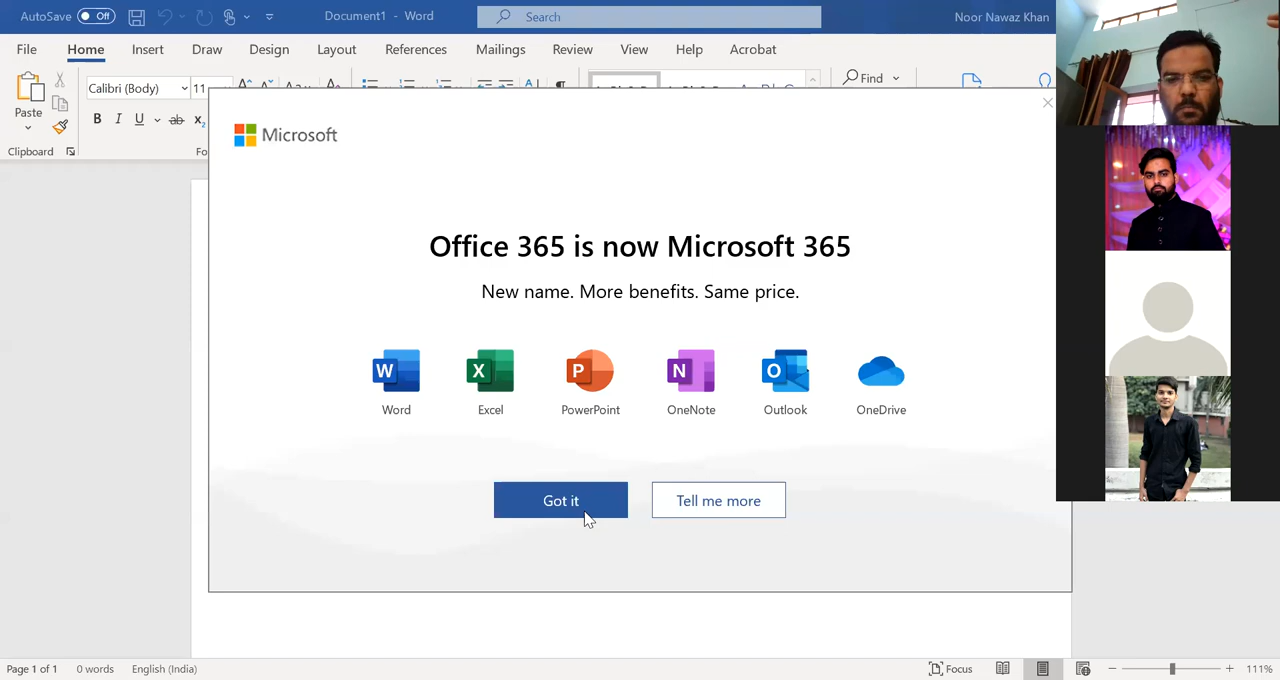 AutoSave Off Document1 - Word Search Noor Nawaz Khan
File Home Insert Draw Design Layout References Mailings Review View Help Acrobat
Paste Calibri (Body) 11 Find
B I U ab x
Clipboard
Microsoft
Office 365 is now Microsoft 365
New name. More benefits. Same price.
W X P N O
Word Excel PowerPoint OneNote Outlook OneDrive
Got it Tell me more
Page 1 of 1 0 words English (India) Focus 111%